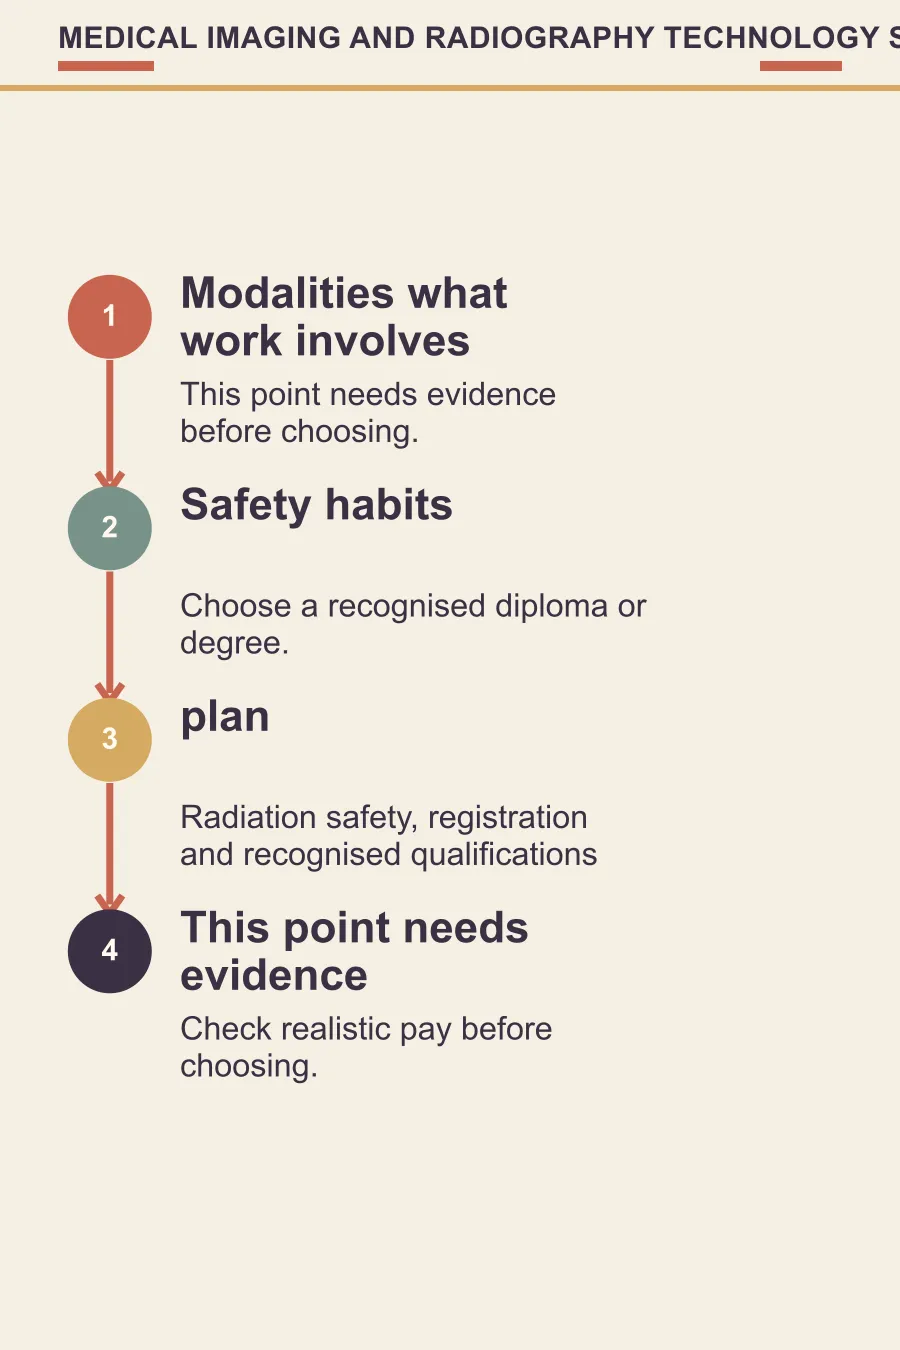 MEDICAL IMAGING AND RADIOGRAPHY TECHNOLOGY S
1
Modalities what
work involves
This point needs evidence
before choosing.
2
Safety habits
Choose a recognised diploma or
degree.
3
plan
Radiation safety, registration
and recognised qualifications
4
This point needs
evidence
Check realistic pay before
choosing.